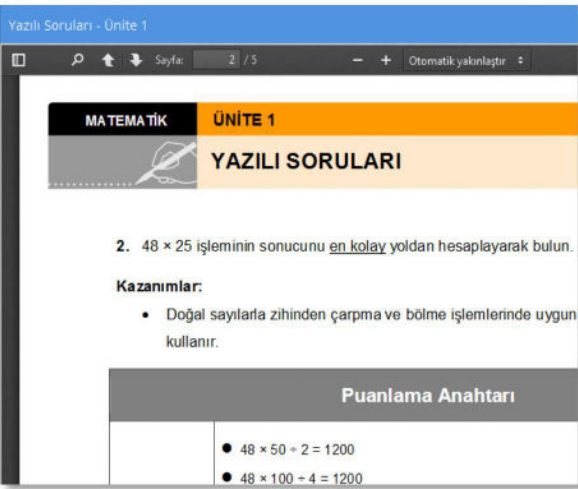 Yazılı Soruları - Ünite 1
Sayfa: 2 / 5 − + Otomatik yakınlaştır
MATEMATİK ÜNİTE 1
YAZILI SORULARI
2. 48 × 25 işleminin sonucunu en kolay yoldan hesaplayarak bulun.
Kazanımlar:
• Doğal sayılarla zihinden çarpma ve bölme işlemlerinde uygun
kullanır.
Puanlama Anahtarı
● 48 × 50 ÷ 2 = 1200
● 48 × 100 ÷ 4 = 1200